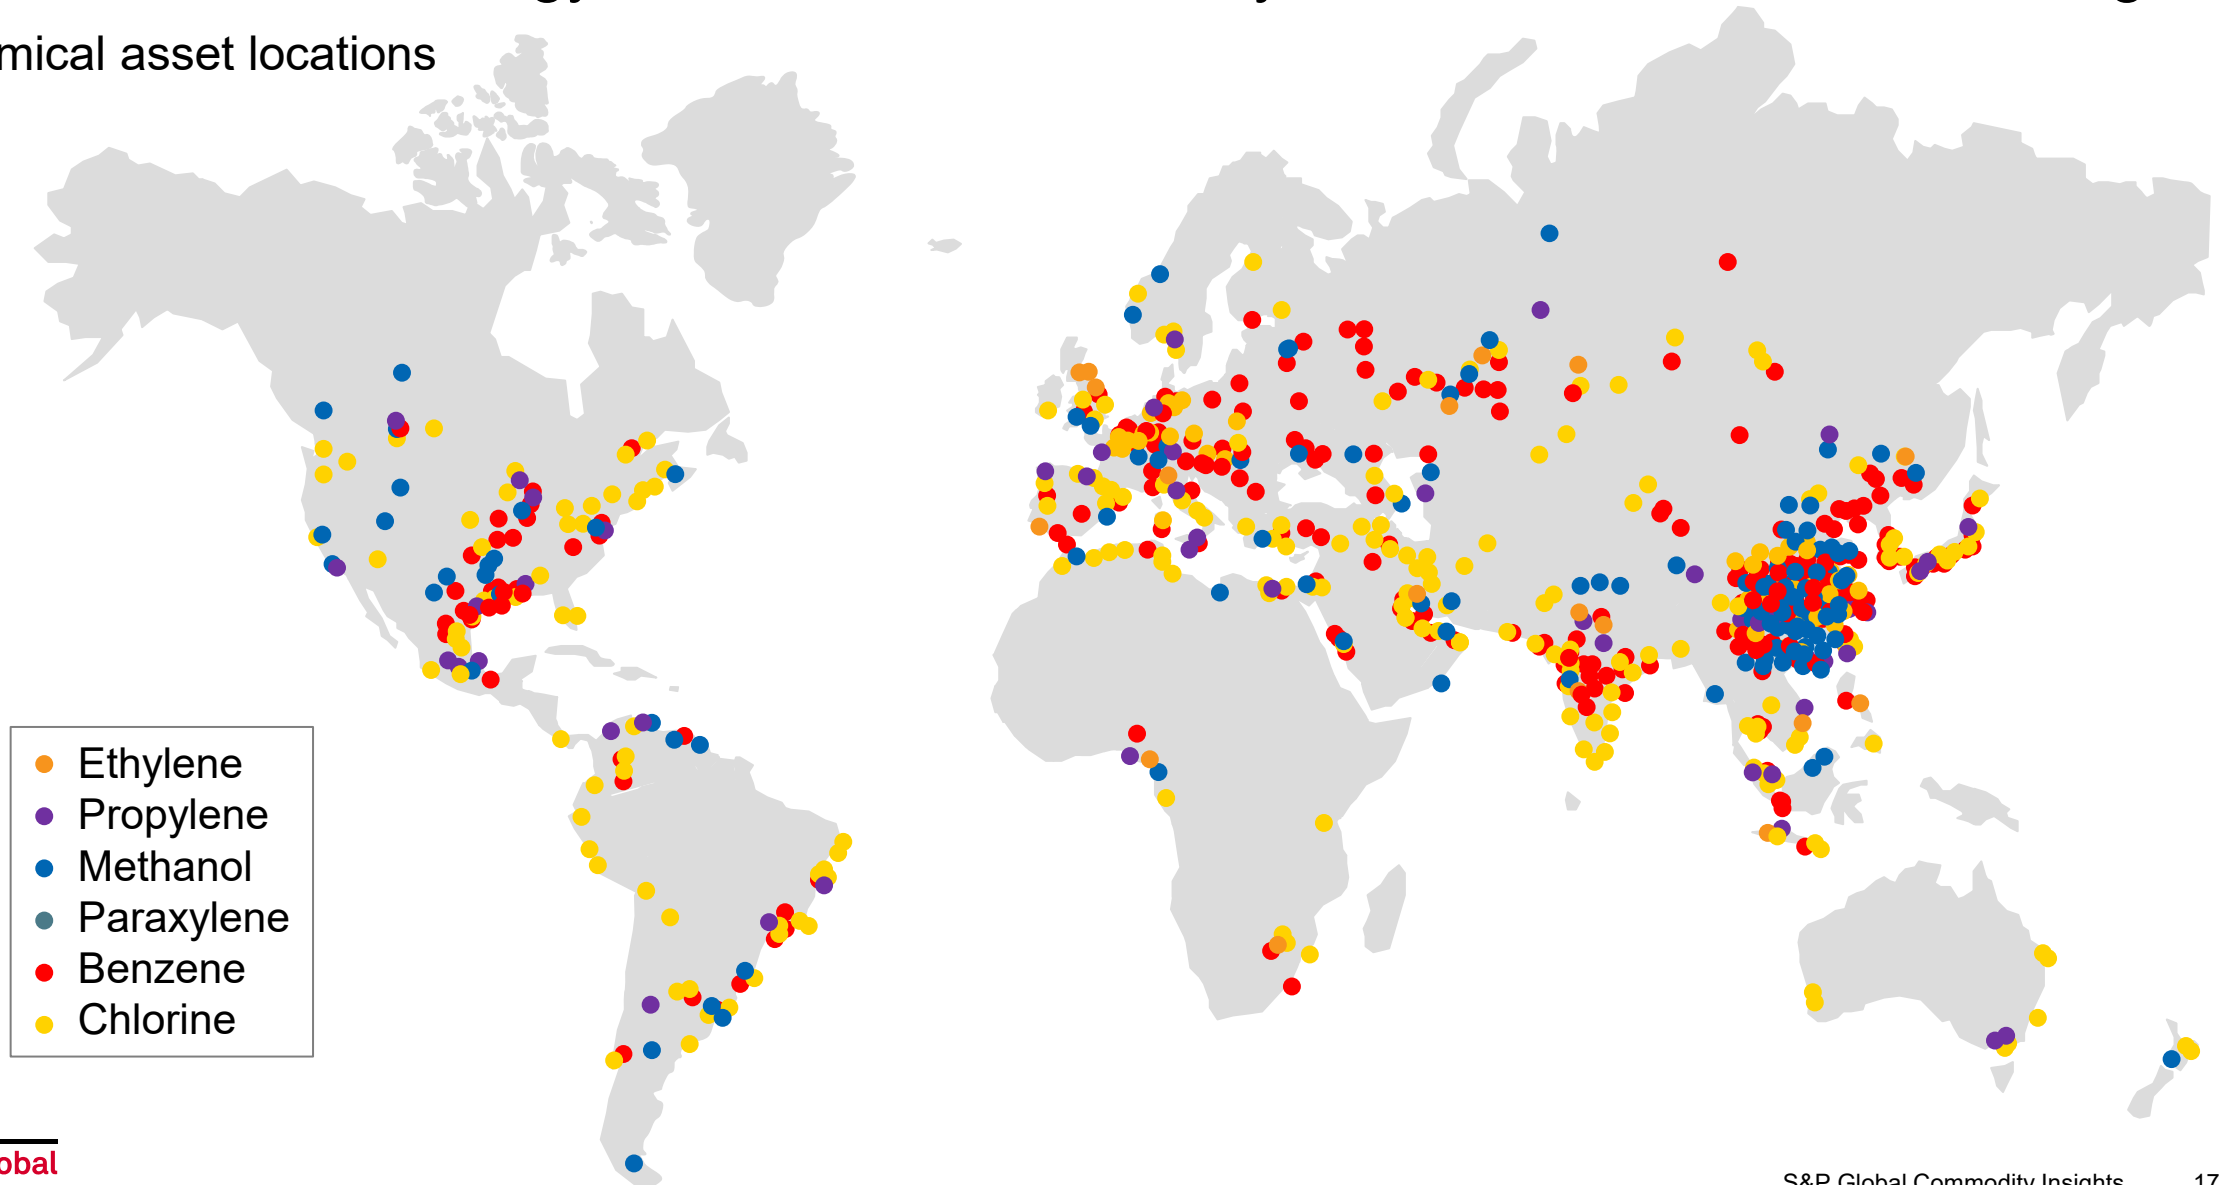 mical asset locations
Ethylene
Propylene
Methanol
Paraxylene
Benzene
Chlorine
obal
S&P Global Commodity Insights 17